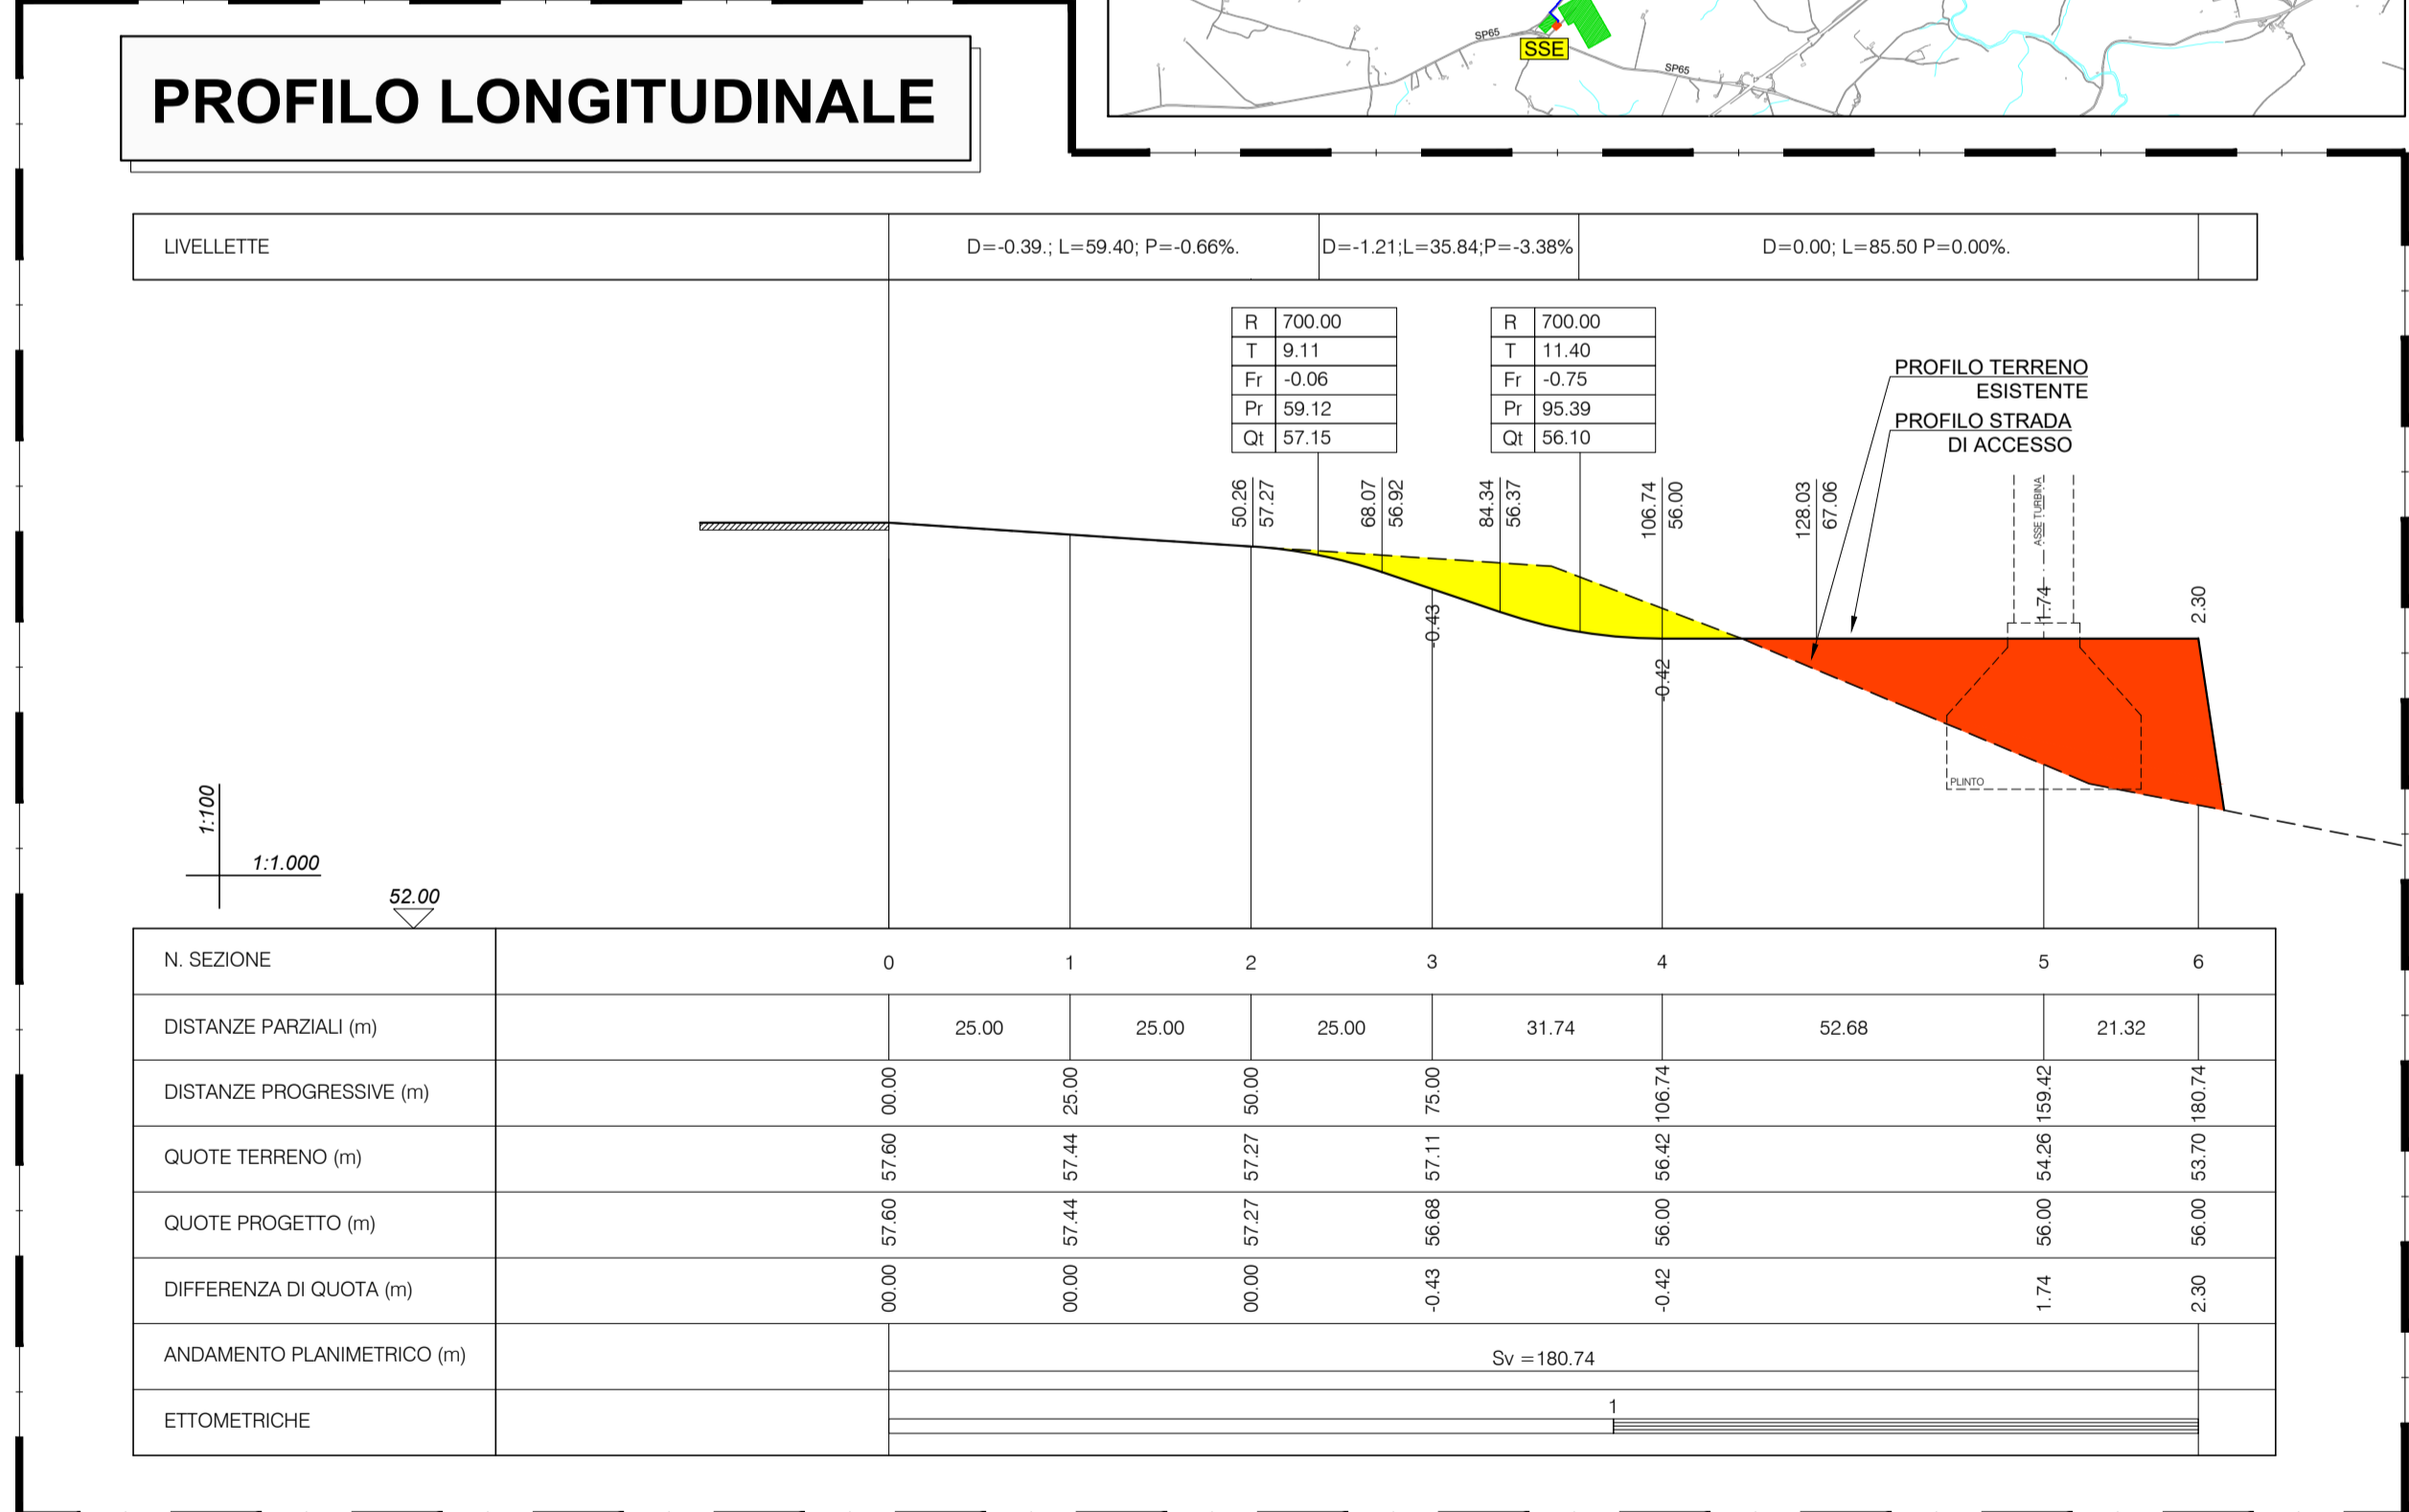 SP65
SSE
SP65
PROFILO LONGITUDINALE
LIVELLETTE
D=-0.39.; L=59.40; P=-0.66%.
D=-1.21;L=35.84;P=-3.38%
D=0.00; L=85.50 P=0.00%.
R 700.00
T 9.11
Fr -0.06
Pr 59.12
Qt 57.15
R 700.00
T 11.40
Fr -0.75
Pr 95.39
Qt 56.10
PROFILO TERRENO
ESISTENTE
PROFILO STRADA
DI ACCESSO
50.26
57.27
68.07
56.92
84.34
56.37
106.74
56.00
128.03
67.06
ASSE TURBINA
1.74
2.30
-0.43
-0.42
PLINTO
1:100
1:1.000
52.00
N. SEZIONE 0 1 2 3 4 5 6
DISTANZE PARZIALI (m) 25.00 25.00 25.00 31.74 52.68 21.32
DISTANZE PROGRESSIVE (m) 00.00 25.00 50.00 75.00 106.74 159.42 180.74
QUOTE TERRENO (m) 57.60 57.44 57.27 57.11 56.42 54.26 53.70
QUOTE PROGETTO (m) 57.60 57.44 57.27 56.68 56.00 56.00 56.00
DIFFERENZA DI QUOTA (m) 00.00 00.00 00.00 -0.43 -0.42 1.74 2.30
ANDAMENTO PLANIMETRICO (m) Sv =180.74
ETTOMETRICHE 1